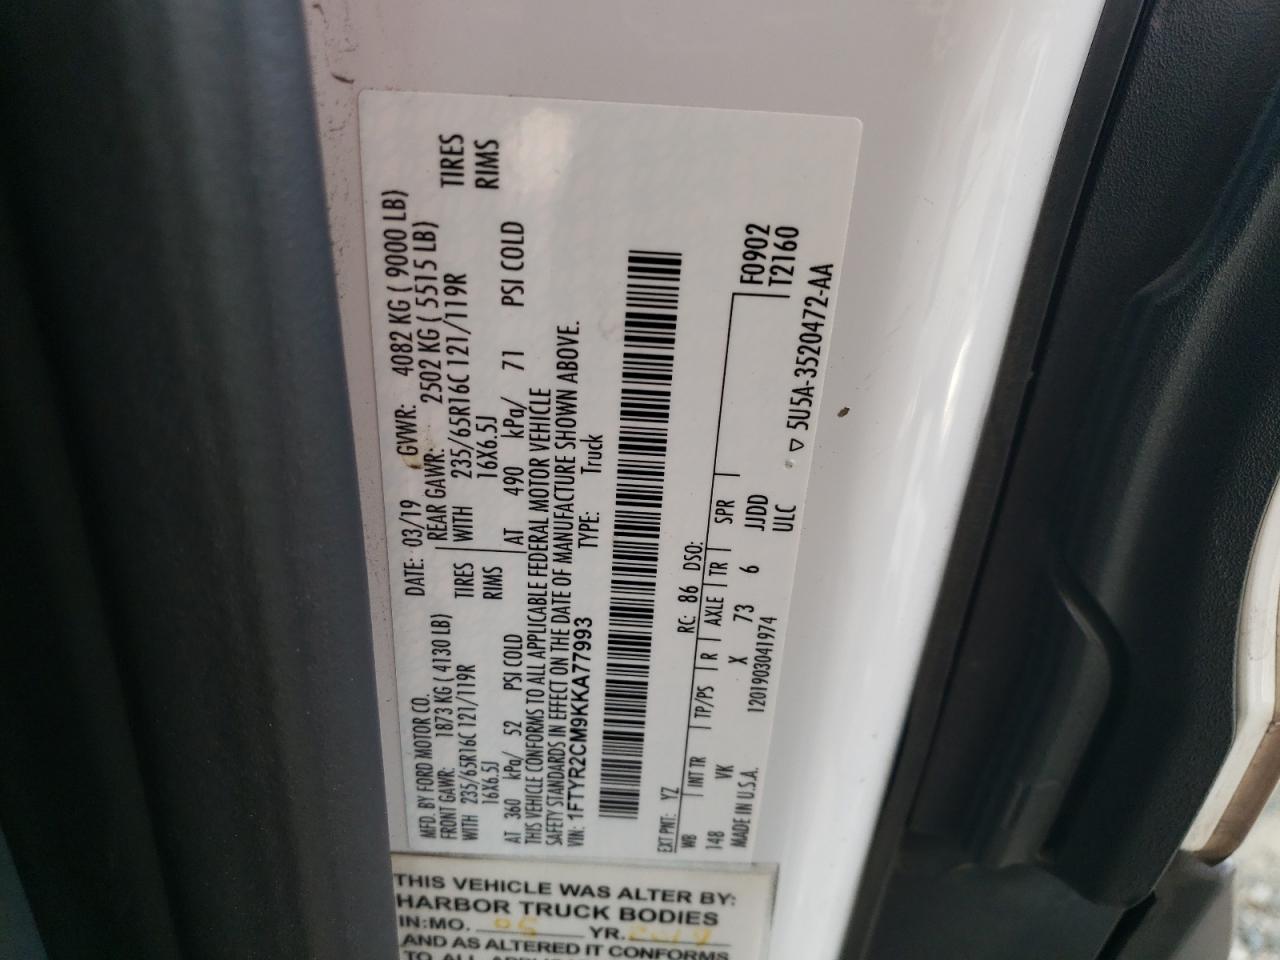 MFD. BY FORD MOTOR CO.
DATE: 03/19 GVWR: 4082 KG ( 9000 LB)
FRONT GAWR: 1873 KG ( 4130 LB) REAR GAWR: 2502 KG ( 5515 LB)
WITH 235/65R16C 121/119R TIRES WITH 235/65R16C 121/119R TIRES
16X6.5J RIMS 16X6.5J RIMS
AT 360 kPa/ 52 PSI COLD AT 490 kPa/ 71 PSI COLD
THIS VEHICLE CONFORMS TO ALL APPLICABLE FEDERAL MOTOR VEHICLE
SAFETY STANDARDS IN EFFECT ON THE DATE OF MANUFACTURE SHOWN ABOVE.
VIN: 1FTYR2CM9KKA77993 TYPE: Truck
EXT PNT: YZ RC: 86 DSO: F0902
WB INT TR TP/PS R AXLE TR SPR T2160
148 VK X 73 6 JJDD
MADE IN U.S.A. 1201903041974 ULC
▽ 5U5A-3520472-AA
THIS VEHICLE WAS ALTER BY:
HARBOR TRUCK BODIES
IN:MO. 05 YR. 2019
AND AS ALTERED IT CONFORMS
TO ALL